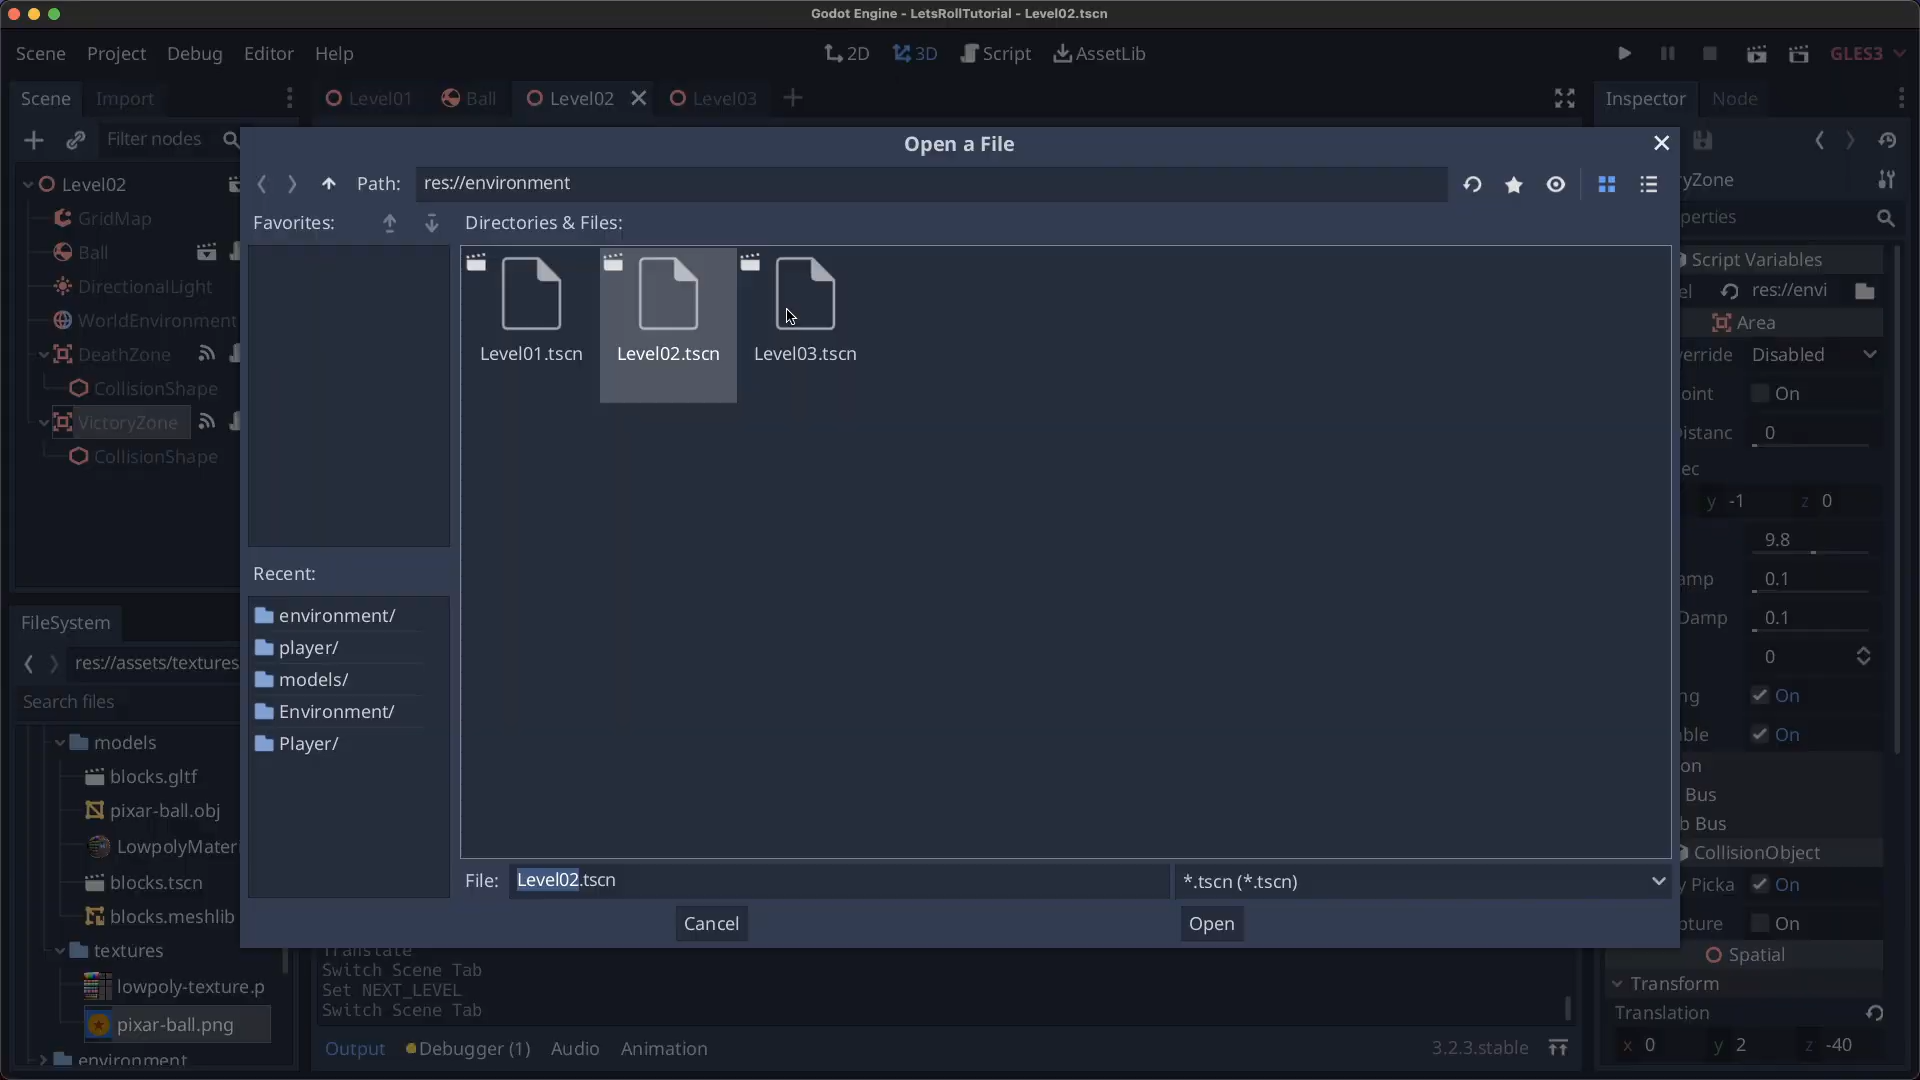 Godot Engine - LetsRollTutorial - Level02.tscn
Scene Project Debug Editor Help
2D 3D Script AssetLib
GLES3
Scene Import
Level01 Ball Level02 Level03
Inspector Node
Filter nodes
Open a File
Path: res://environment
Favorites:
Directories & Files:
Level01.tscn Level02.tscn Level03.tscn
Recent:
environment/
player/
models/
Environment/
Player/
File: Level02.tscn
*.tscn (*.tscn)
Cancel Open
Level02
GridMap
Ball
DirectionalLight
WorldEnvironment
DeathZone
CollisionShape
VictoryZone
CollisionShape
FileSystem
res://assets/textures
Search files
models
blocks.gltf
pixar-ball.obj
LowpolyMateri
blocks.tscn
blocks.meshlib
textures
lowpoly-texture.p
pixar-ball.png
environment
Translate
Switch Scene Tab
Set NEXT_LEVEL
Switch Scene Tab
Output Debugger (1) Audio Animation
3.2.3.stable
ryZone
perties
Script Variables
el res://envi
Area
erride Disabled
oint On
Distanc 0
ec
y -1 z 0
9.8
amp 0.1
Damp 0.1
0
ng On
ble On
on
Bus
b Bus
CollisionObject
y Picka On
pture On
Spatial
Transform
Translation
x 0 y 2 z -40